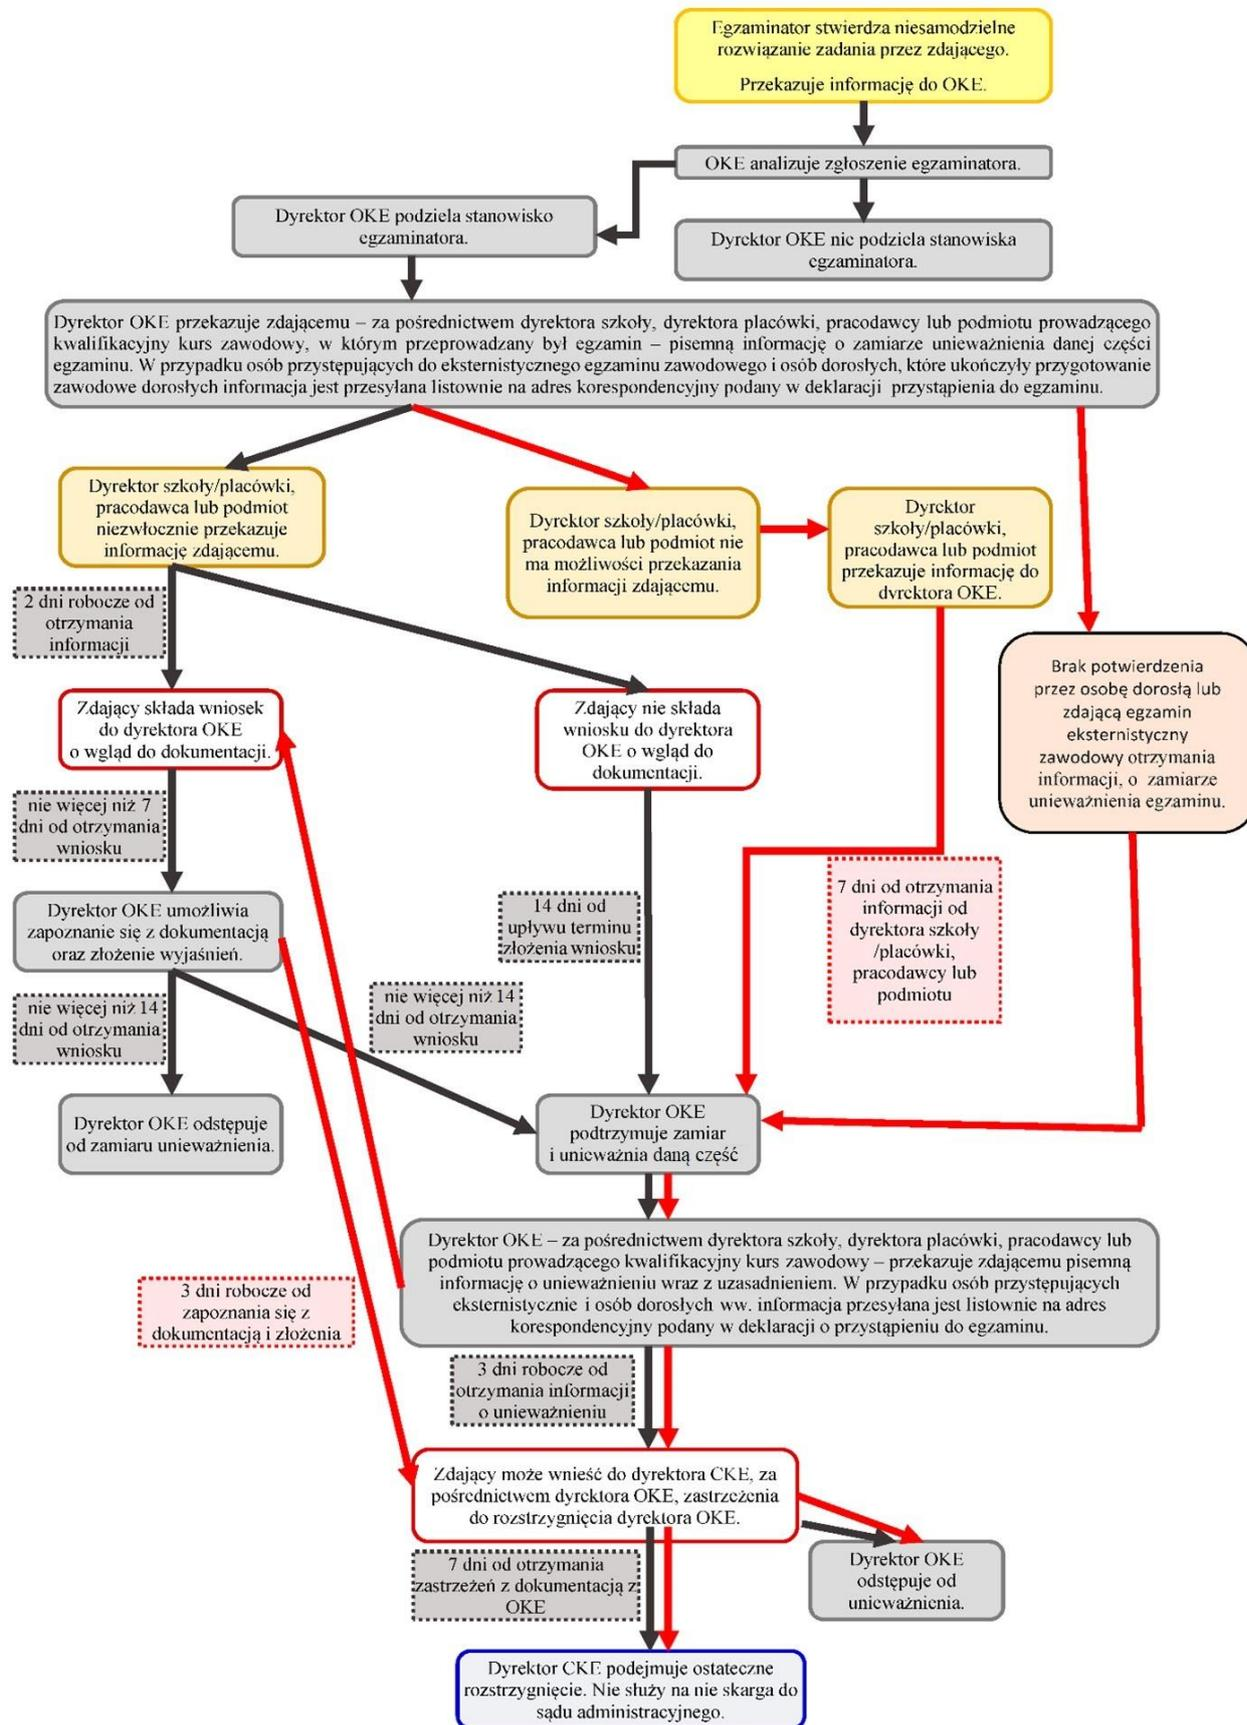 Egzaminator stwierdza niesamodzielne
rozwiązanie zadania przez zdającego.
Przekazuje informację do OKE.
OKE analizuje zgłoszenie egzaminatora.
Dyrektor OKE podziela stanowisko
egzaminatora.
Dyrektor OKE nie podziela stanowiska
egzaminatora.
Dyrektor OKE przekazuje zdającemu – za pośrednictwem dyrektora szkoły, dyrektora placówki, pracodawcy lub podmiotu prowadzącego
kwalifikacyjny kurs zawodowy, w którym przeprowadzany był egzamin – pisemną informację o zamiarze unieważnienia danej części
egzaminu. W przypadku osób przystępujących do eksternistycznego egzaminu zawodowego i osób dorosłych, które ukończyły przygotowanie
zawodowe dorosłych informacja jest przesyłana listownie na adres korespondencyjny podany w deklaracji przystąpienia do egzaminu.
Dyrektor szkoły/placówki,
pracodawca lub podmiot
niezwłocznie przekazuje
informację zdającemu.
Dyrektor szkoły/placówki,
pracodawca lub podmiot nie
ma możliwości przekazania
informacji zdającemu.
Dyrektor
szkoły/placówki,
pracodawca lub podmiot
przekazuje informację do
dyrektora OKE.
2 dni robocze od
otrzymania
informacji
Brak potwierdzenia
przez osobę dorosłą lub
zdającą egzamin
eksternistyczny
zawodowy otrzymania
informacji, o zamiarze
unieważnienia egzaminu.
Zdający składa wniosek
do dyrektora OKE
o wgląd do dokumentacji.
Zdający nie składa
wniosku do dyrektora
OKE o wgląd do
dokumentacji.
nie więcej niż 7
dni od otrzymania
wniosku
7 dni od otrzymania
informacji od
dyrektora szkoły
/placówki,
pracodawcy lub
podmiotu
Dyrektor OKE umożliwia
zapoznanie się z dokumentacją
oraz złożenie wyjaśnień.
14 dni od
upływu terminu
złożenia wniosku
nie więcej niż 14
dni od otrzymania
wniosku
nie więcej niż 14
dni od otrzymania
wniosku
Dyrektor OKE odstępuje
od zamiaru unieważnienia.
Dyrektor OKE
podtrzymuje zamiar
i unieważnia daną część
Dyrektor OKE – za pośrednictwem dyrektora szkoły, dyrektora placówki, pracodawcy lub
podmiotu prowadzącego kwalifikacyjny kurs zawodowy – przekazuje zdającemu pisemną
informację o unieważnieniu wraz z uzasadnieniem. W przypadku osób przystępujących
eksternistycznie i osób dorosłych ww. informacja przesyłana jest listownie na adres
korespondencyjny podany w deklaracji o przystąpieniu do egzaminu.
3 dni robocze od
zapoznania się z
dokumentacją i złożenia
3 dni robocze od
otrzymania informacji
o unieważnieniu
Zdający może wnieść do dyrektora CKE, za
pośrednictwem dyrektora OKE, zastrzeżenia
do rozstrzygnięcia dyrektora OKE.
7 dni od otrzymania
zastrzeżeń z dokumentacją z
OKE
Dyrektor OKE
odstępuje od
unieważnienia.
Dyrektor CKE podejmuje ostateczne
rozstrzygnięcie. Nie służy na nie skarga do
sądu administracyjnego.